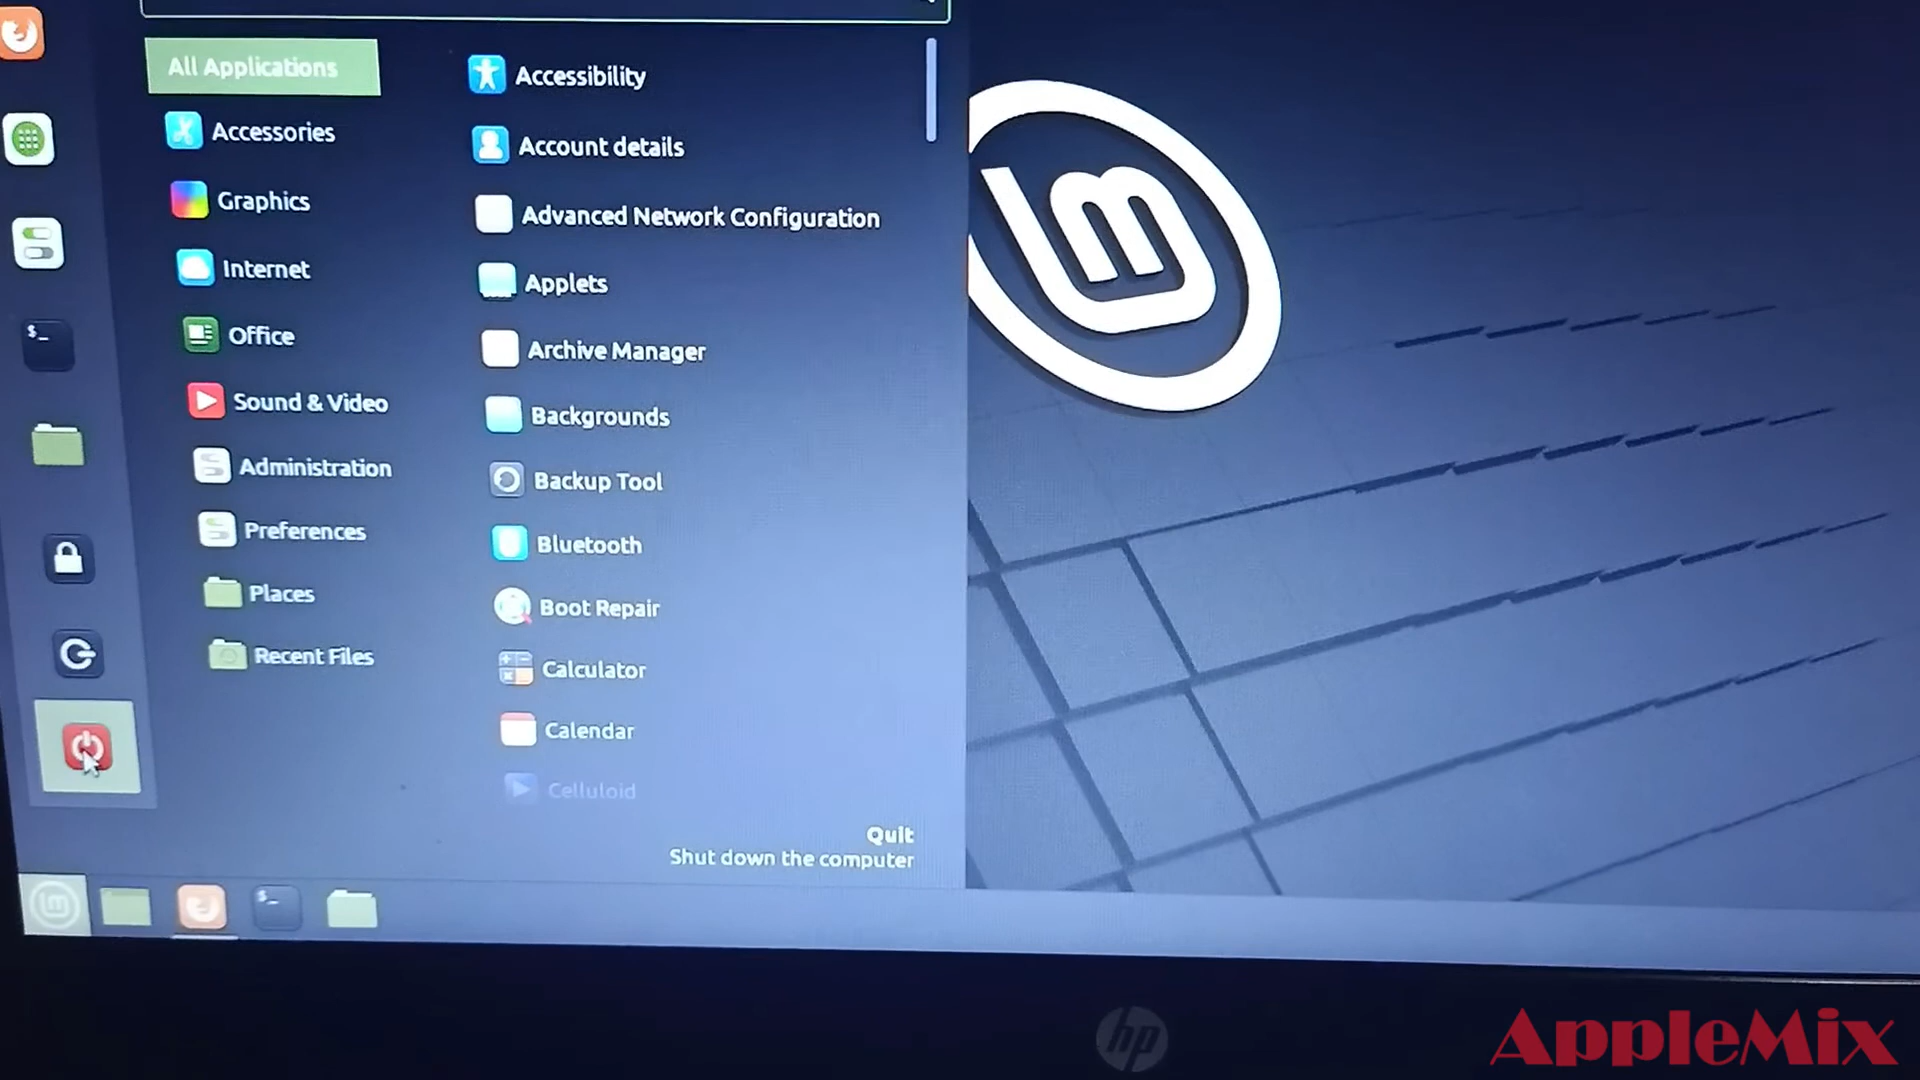 All Applications
Accessories
Graphics
Internet
Office
Sound & Video
Administration
Preferences
Places
Recent Files
Accessibility
Account details
Advanced Network Configuration
Applets
Archive Manager
Backgrounds
Backup Tool
Bluetooth
Boot Repair
Calculator
Calendar
Celluloid
Quit
Shut down the computer
$_
$_
hp
AppleMix